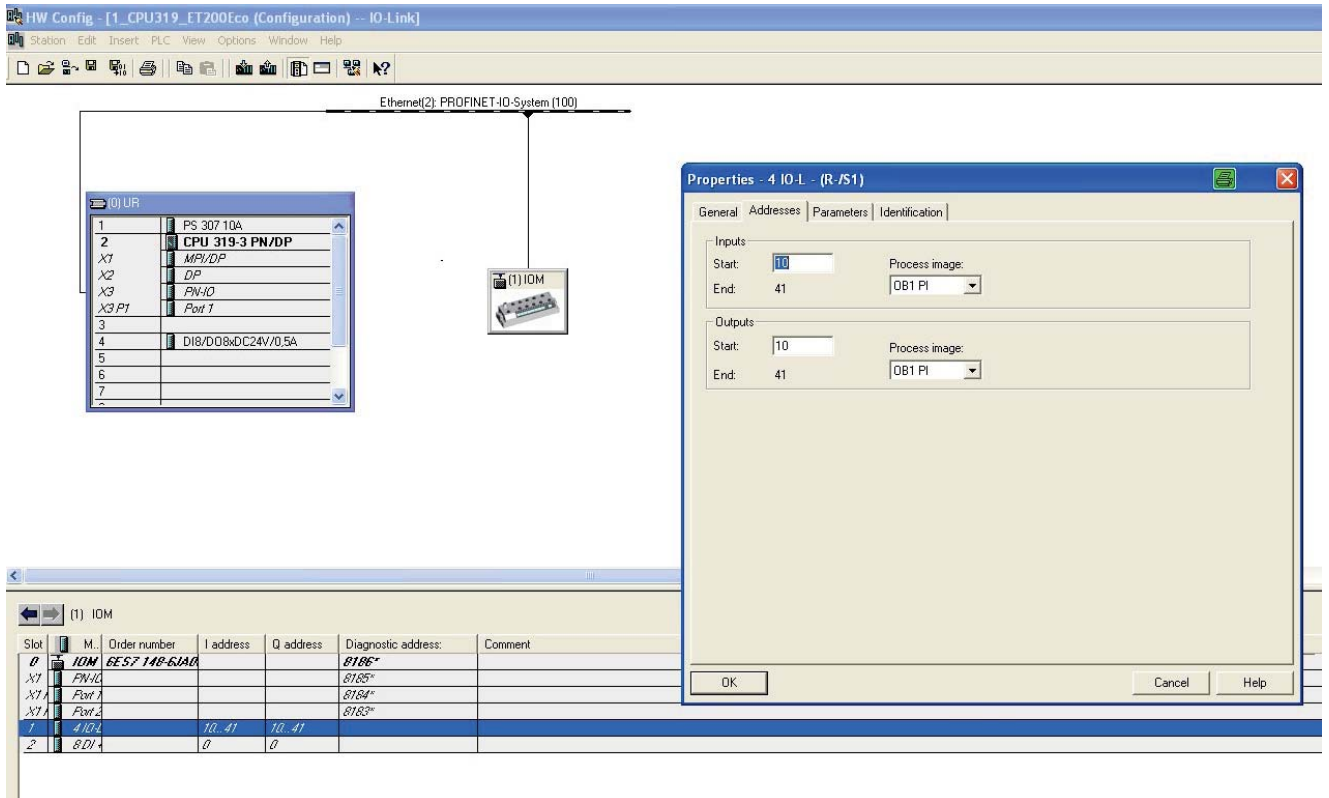 HW Config - [1_CPU319_ET200Eco (Configuration) -- IO-Link]
Station Edit Insert PLC View Options Window Help
Ethernet(2): PROFINET-IO-System (100)
(0) UR
1 PS 307 10A
2 CPU 319-3 PN/DP
X1 MPI/DP
X2 DP
X3 PN-IO
X3 P1 Port 1
3
4 DI8/DO8xDC24V/0,5A
5
6
7
(1) IOM
Properties - 4 IO-L - (R-/S1)
General Addresses Parameters Identification
Inputs
Start: 10 Process image:
End: 41 OB1 PI
Outputs
Start: 10 Process image:
End: 41 OB1 PI
OK Cancel Help
(1) IOM
Slot M.. Order number I address Q address Diagnostic address: Comment
0 IOM 6ES7 148-6JA0 8186*
X1 PN-IO 8185*
X1 Port 1 8184*
X1 Port 2 8183*
1 4 IO-L 10..41 10..41
2 8 DI + 0 0